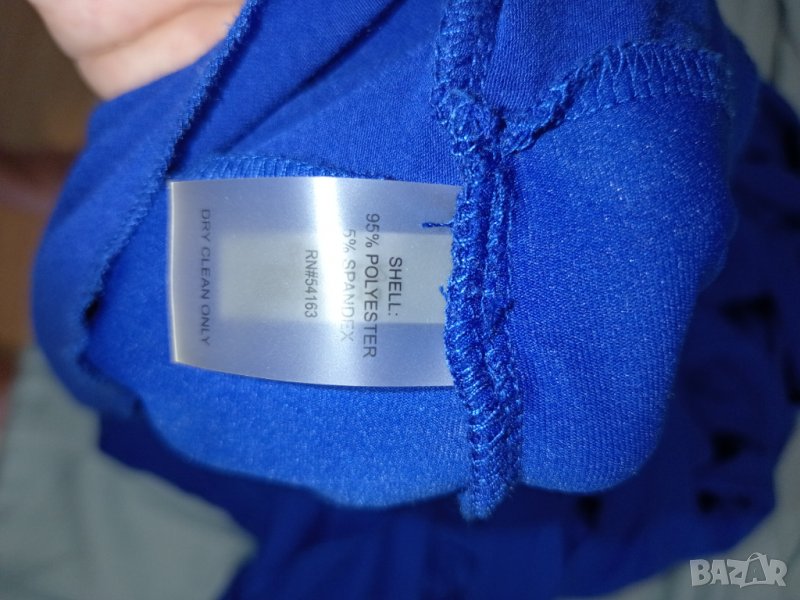 SHELL:
95% POLYESTER
5% SPANDEX
RN#54163
DRY CLEAN ONLY
BAZAR